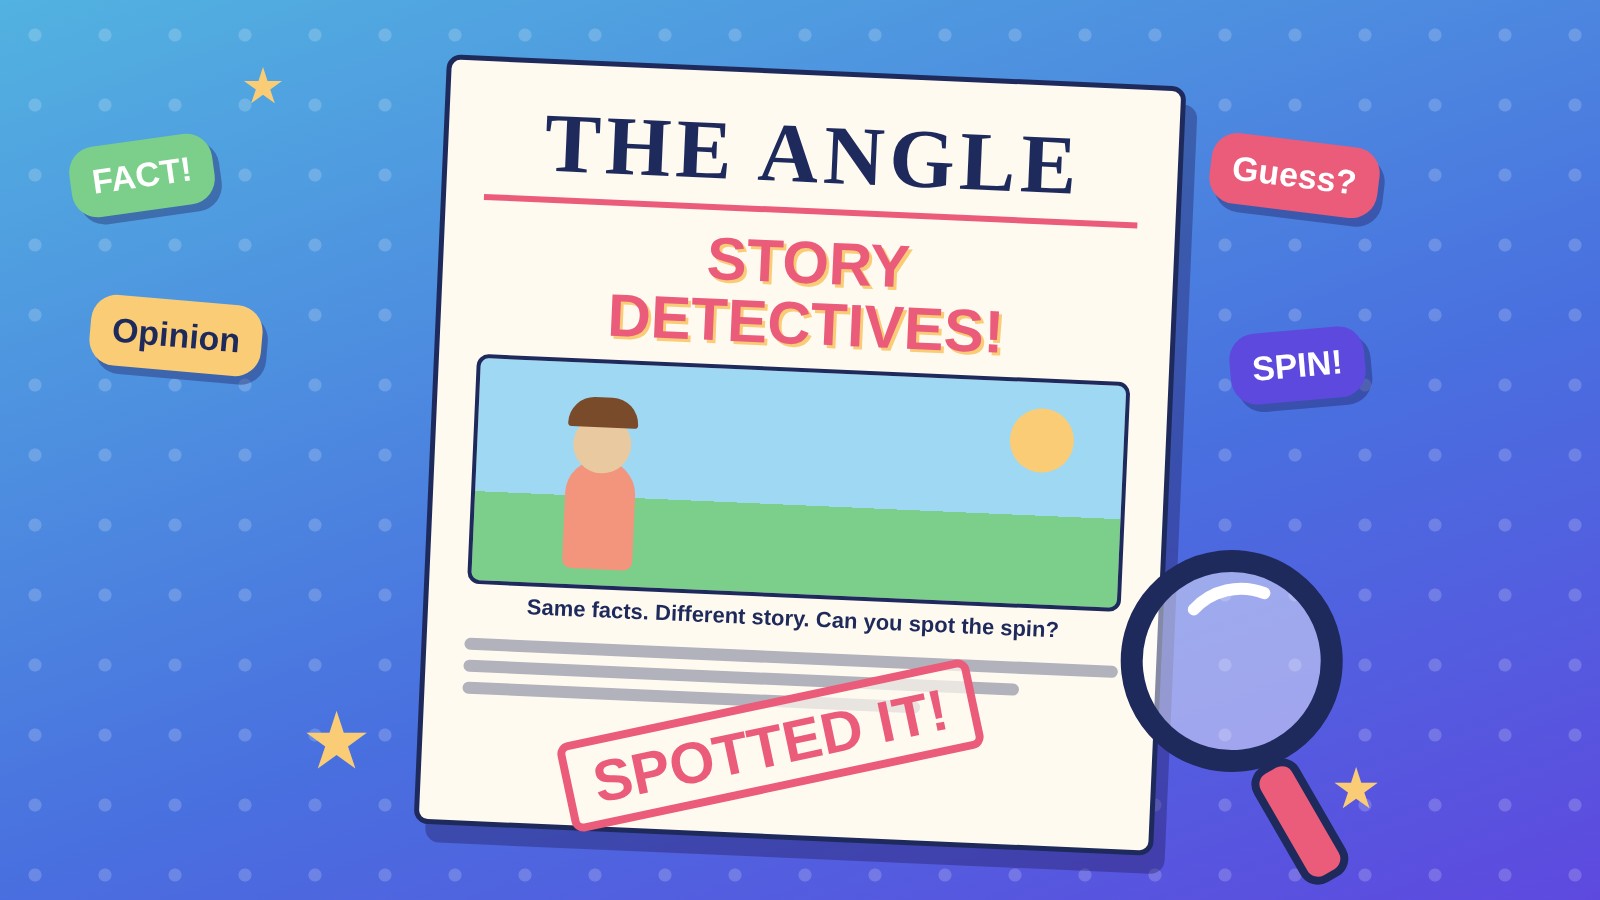 THE ANGLE
FACT!
Guess?
STORY
DETECTIVES!
Opinion
SPIN!
Same facts. Different story. Can you spot the spin?
SPOTTED IT!